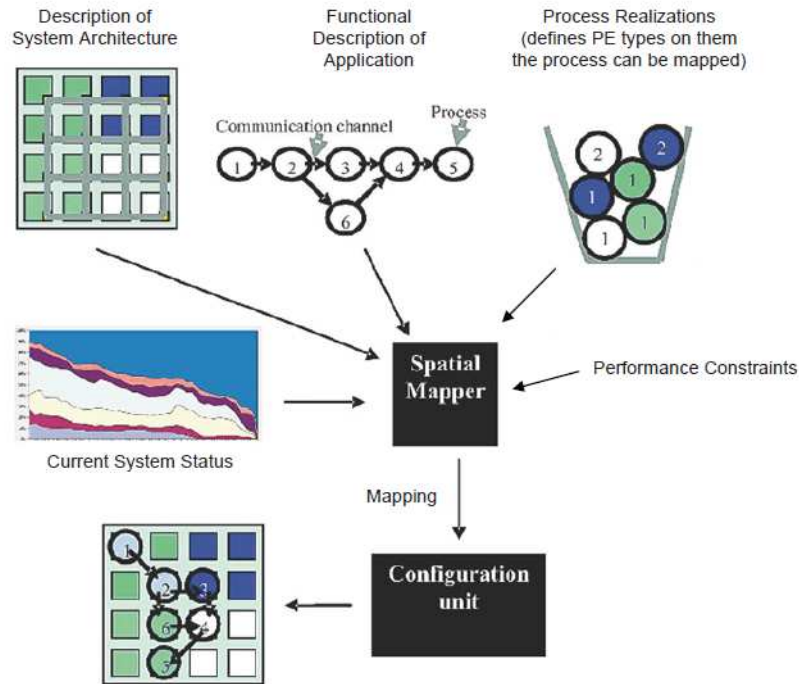 Description of
System Architecture
Functional
Description of
Application
Process Realizations
(defines PE types on them
the process can be mapped)
Communication channel
Process
1
2
3
4
5
6
2
2
1
1
1
1
Spatial
Mapper
Performance Constraints
Current System Status
Mapping
Configuration
unit
1
2
3
6
4
5